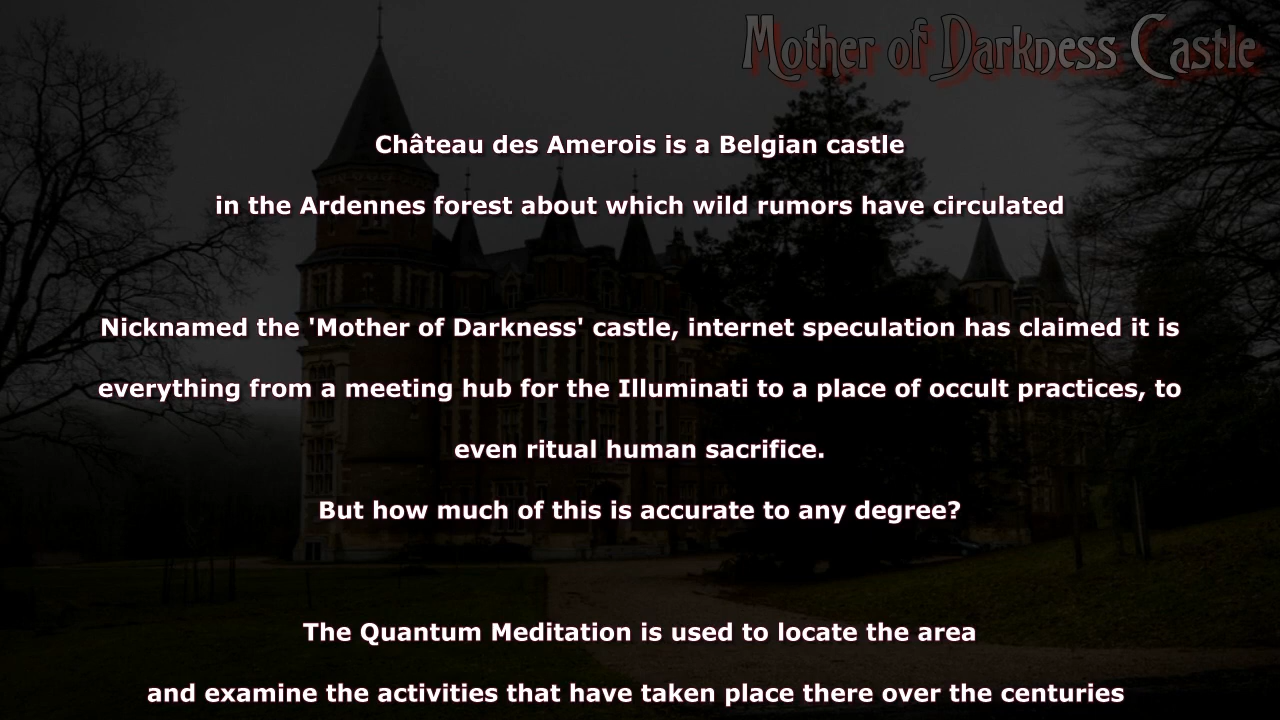 Mother of Darkness Castle
Château des Amerois is a Belgian castle
in the Ardennes forest about which wild rumors have circulated
Nicknamed the 'Mother of Darkness' castle, internet speculation has claimed it is
everything from a meeting hub for the Illuminati to a place of occult practices, to
even ritual human sacrifice.
But how much of this is accurate to any degree?
The Quantum Meditation is used to locate the area
and examine the activities that have taken place there over the centuries